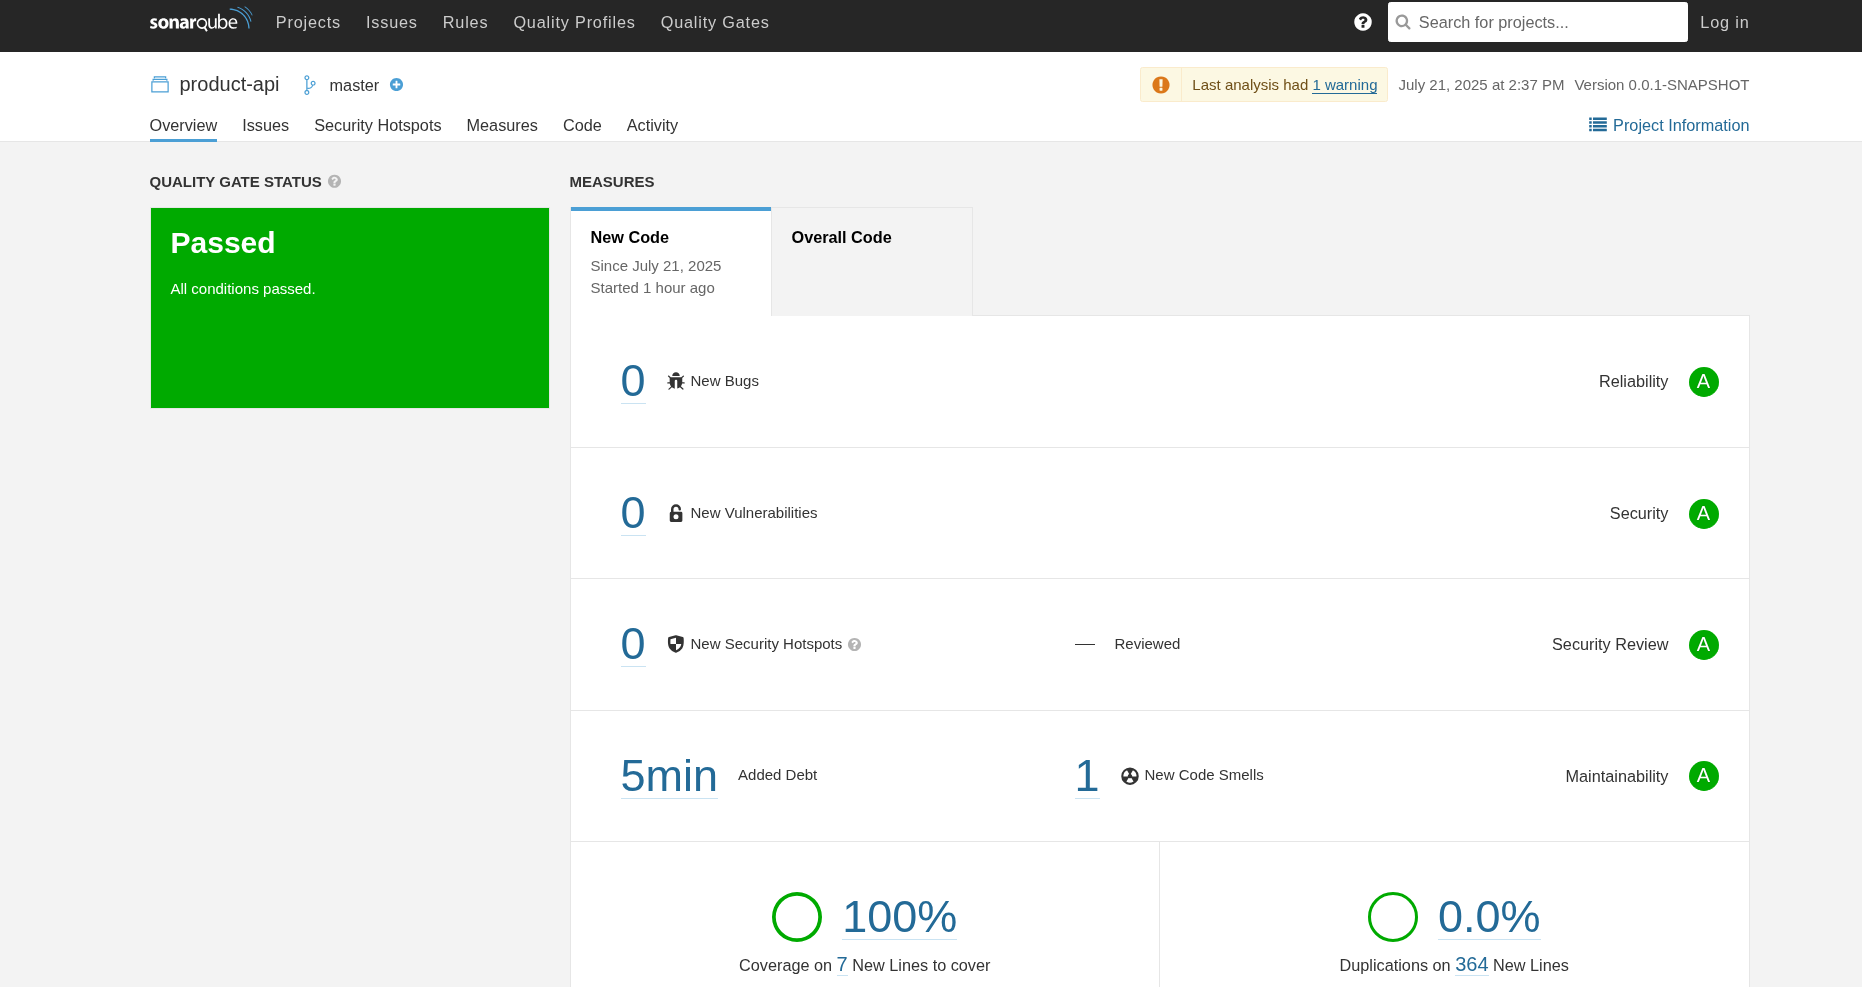 sonarqube Projects Issues Rules Quality Profiles Quality Gates Search for projects... Log in
product-api master Last analysis had 1 warning July 21, 2025 at 2:37 PM Version 0.0.1-SNAPSHOT
Overview Issues Security Hotspots Measures Code Activity Project Information
QUALITY GATE STATUS
Passed
All conditions passed.
MEASURES
New Code
Since July 21, 2025
Started 1 hour ago
Overall Code
0 New Bugs Reliability A
0 New Vulnerabilities Security A
0 New Security Hotspots — Reviewed Security Review A
5min Added Debt 1 New Code Smells Maintainability A
100%
Coverage on 7 New Lines to cover
0.0%
Duplications on 364 New Lines